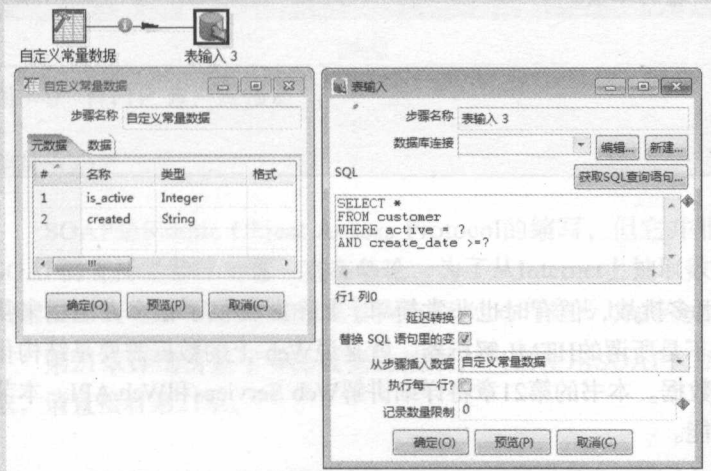 自定义常量数据
表输入 3
自定义常量数据
步骤名称 自定义常量数据
元数据 数据
# 名称 类型 格式
1 is_active Integer
2 created String
确定(O) 预览(P) 取消(C)
表输入
步骤名称 表输入 3
数据库连接 编辑... 新建...
SQL 获取SQL查询语句...
SELECT *
FROM customer
WHERE active = ?
AND create_date >=?
行1 列0
延迟转换
替换 SQL 语句里的变
从步骤插入数据 自定义常量数据
执行每一行?
记录数量限制 0
确定(O) 预览(P) 取消(C)